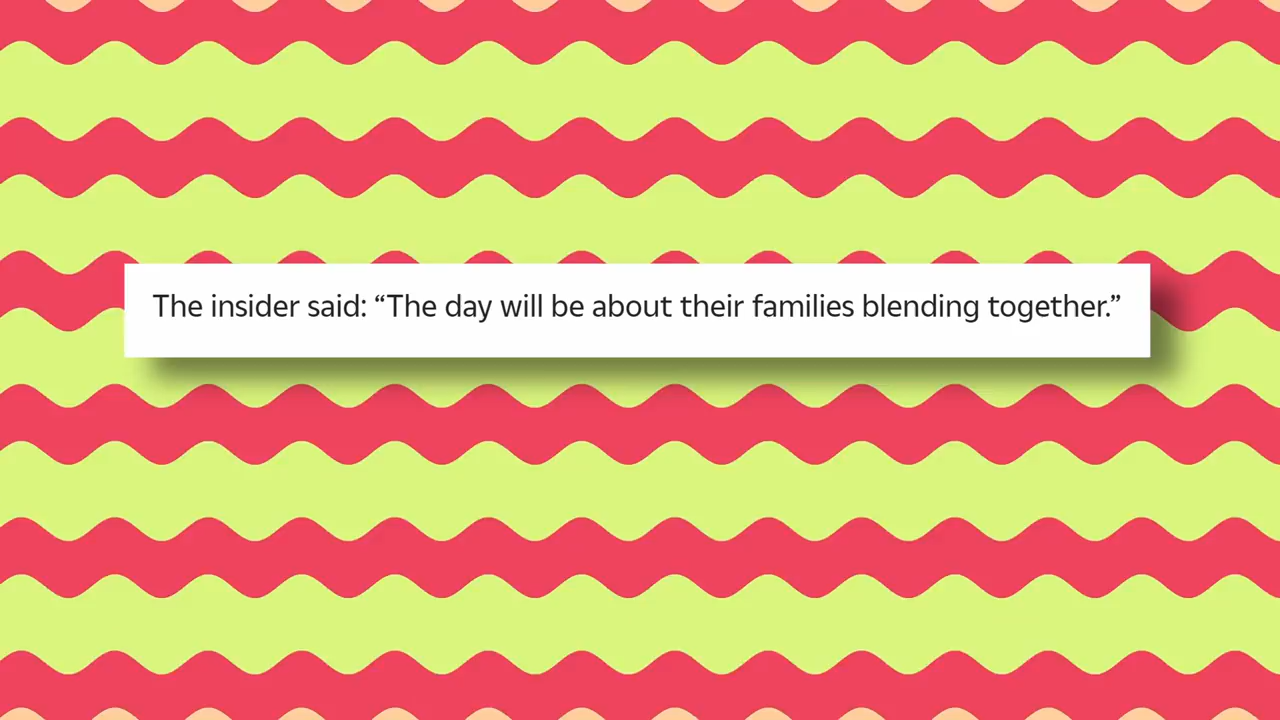 The insider said: “The day will be about their families blending together.”